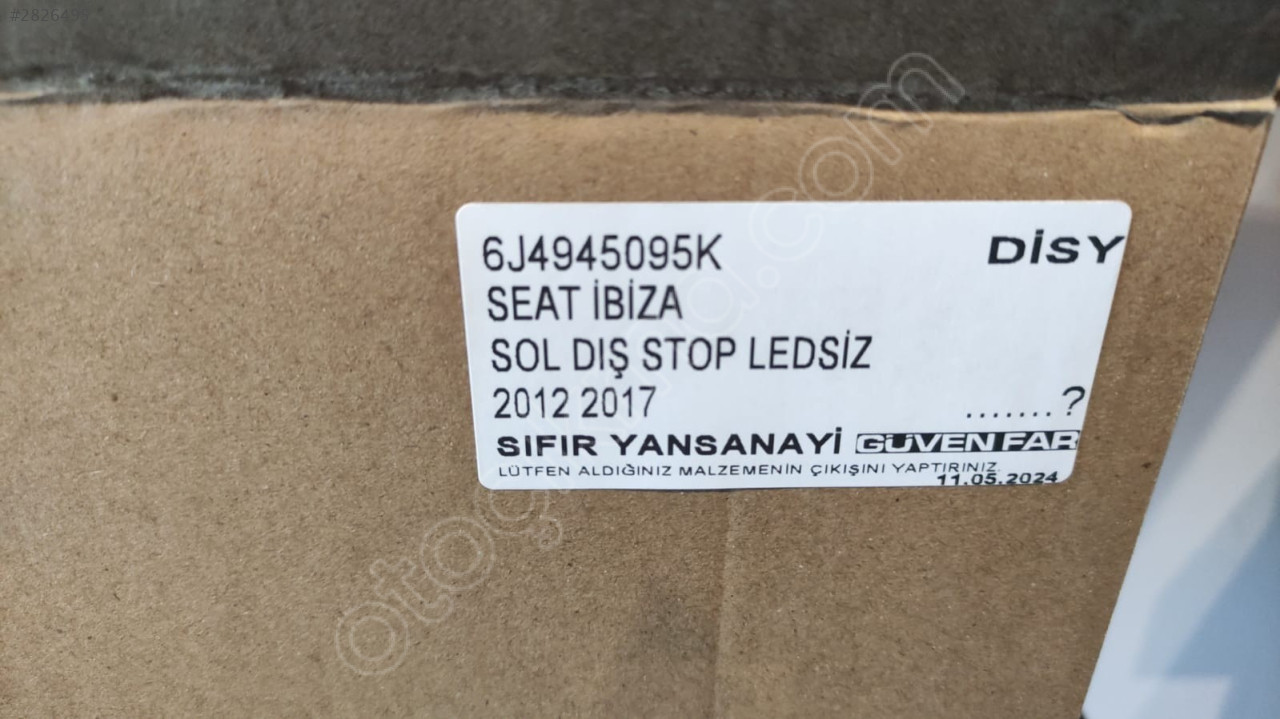 6J4945095K DİSY
SEAT İBİZA
SOL DIŞ STOP LEDSİZ
2012 2017 .......?
SIFIR YANSANAYİ GÜVEN FAR
LÜTFEN ALDIĞINIZ MALZEMENİN ÇIKIŞINI YAPTIRINIZ.
11.05.2024